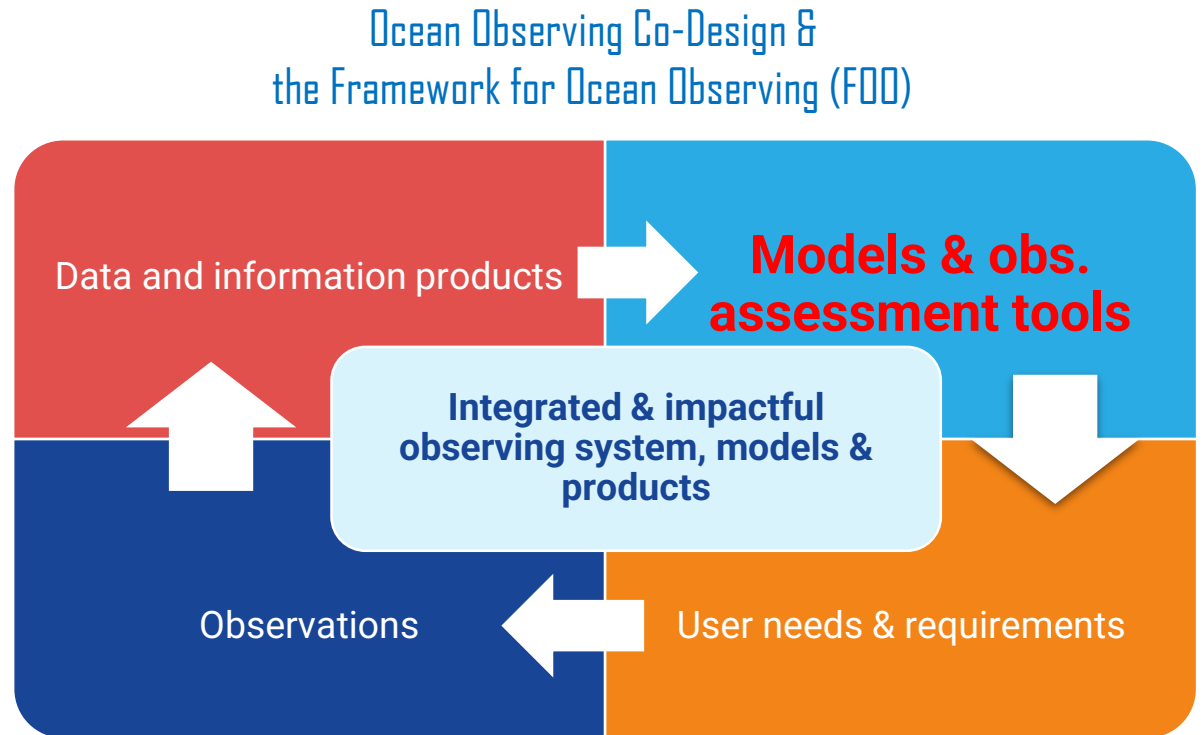 Ocean Observing Co-Design &
the Framework for Ocean Observing (FOO)
Data and information products
Models & obs.
assessment tools
Integrated & impactful
observing system, models &
products
Observations
User needs & requirements